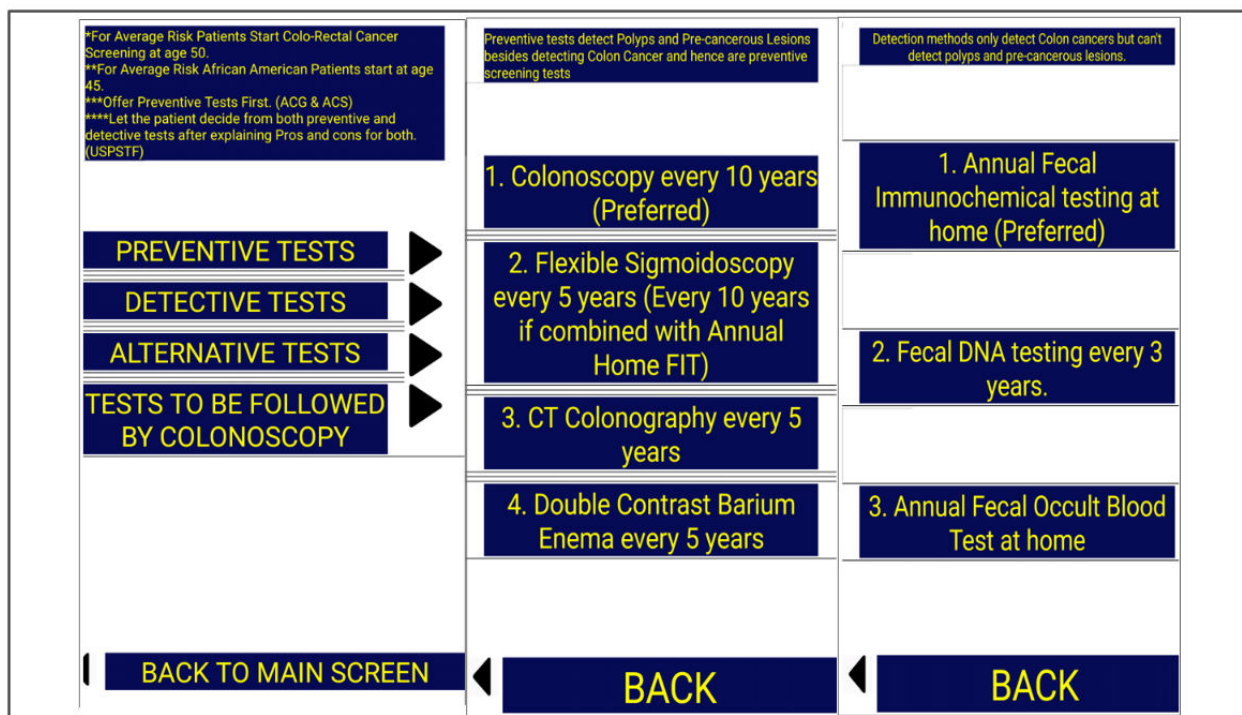 *For Average Risk Patients Start Colo-Rectal Cancer
Screening at age 50.
**For Average Risk African American Patients start at age
45.
***Offer Preventive Tests First. (ACG & ACS)
****Let the patient decide from both preventive and
detective tests after explaining Pros and cons for both.
(USPSTF)
PREVENTIVE TESTS
DETECTIVE TESTS
ALTERNATIVE TESTS
TESTS TO BE FOLLOWED
BY COLONOSCOPY
BACK TO MAIN SCREEN
Preventive tests detect Polyps and Pre-cancerous Lesions
besides detecting Colon Cancer and hence are preventive
screening tests
1. Colonoscopy every 10 years
(Preferred)
2. Flexible Sigmoidoscopy
every 5 years (Every 10 years
if combined with Annual
Home FIT)
3. CT Colonography every 5
years
4. Double Contrast Barium
Enema every 5 years
BACK
Detection methods only detect Colon cancers but can't
detect polyps and pre-cancerous lesions.
1. Annual Fecal
Immunochemical testing at
home (Preferred)
2. Fecal DNA testing every 3
years.
3. Annual Fecal Occult Blood
Test at home
BACK